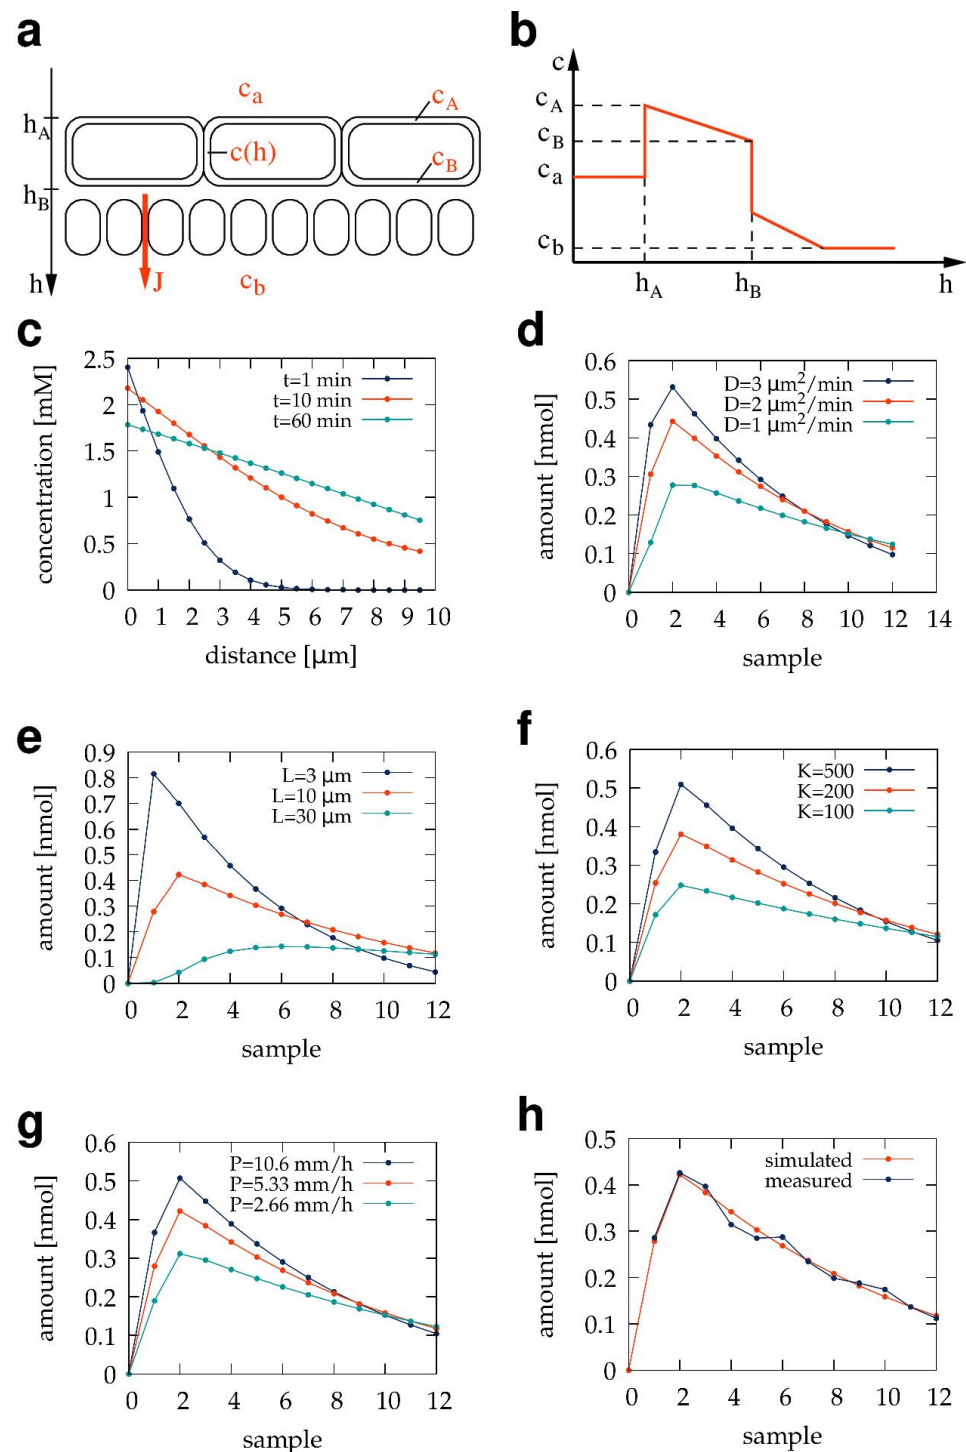 a
c_a
c_A
h_A
c(h)
c_B
h_B
J
h
c_b
b
c
c_A
c_B
c_a
c_b
h_A
h_B
h
c
concentration [mM]
2.5
2
1.5
1
0.5
0
t=1 min
t=10 min
t=60 min
0 1 2 3 4 5 6 7 8 9 10
distance [µm]
d
amount [nmol]
0.6
0.5
0.4
0.3
0.2
0.1
0
D=3 µm²/min
D=2 µm²/min
D=1 µm²/min
0 2 4 6 8 10 12 14
sample
e
amount [nmol]
0.9
0.8
0.7
0.6
0.5
0.4
0.3
0.2
0.1
0
L=3 µm
L=10 µm
L=30 µm
0 2 4 6 8 10 12
sample
f
amount [nmol]
0.6
0.5
0.4
0.3
0.2
0.1
0
K=500
K=200
K=100
0 2 4 6 8 10 12
sample
g
amount [nmol]
0.6
0.5
0.4
0.3
0.2
0.1
0
P=10.6 mm/h
P=5.33 mm/h
P=2.66 mm/h
0 2 4 6 8 10 12
sample
h
amount [nmol]
0.5
0.4
0.3
0.2
0.1
0
simulated
measured
0 2 4 6 8 10 12
sample